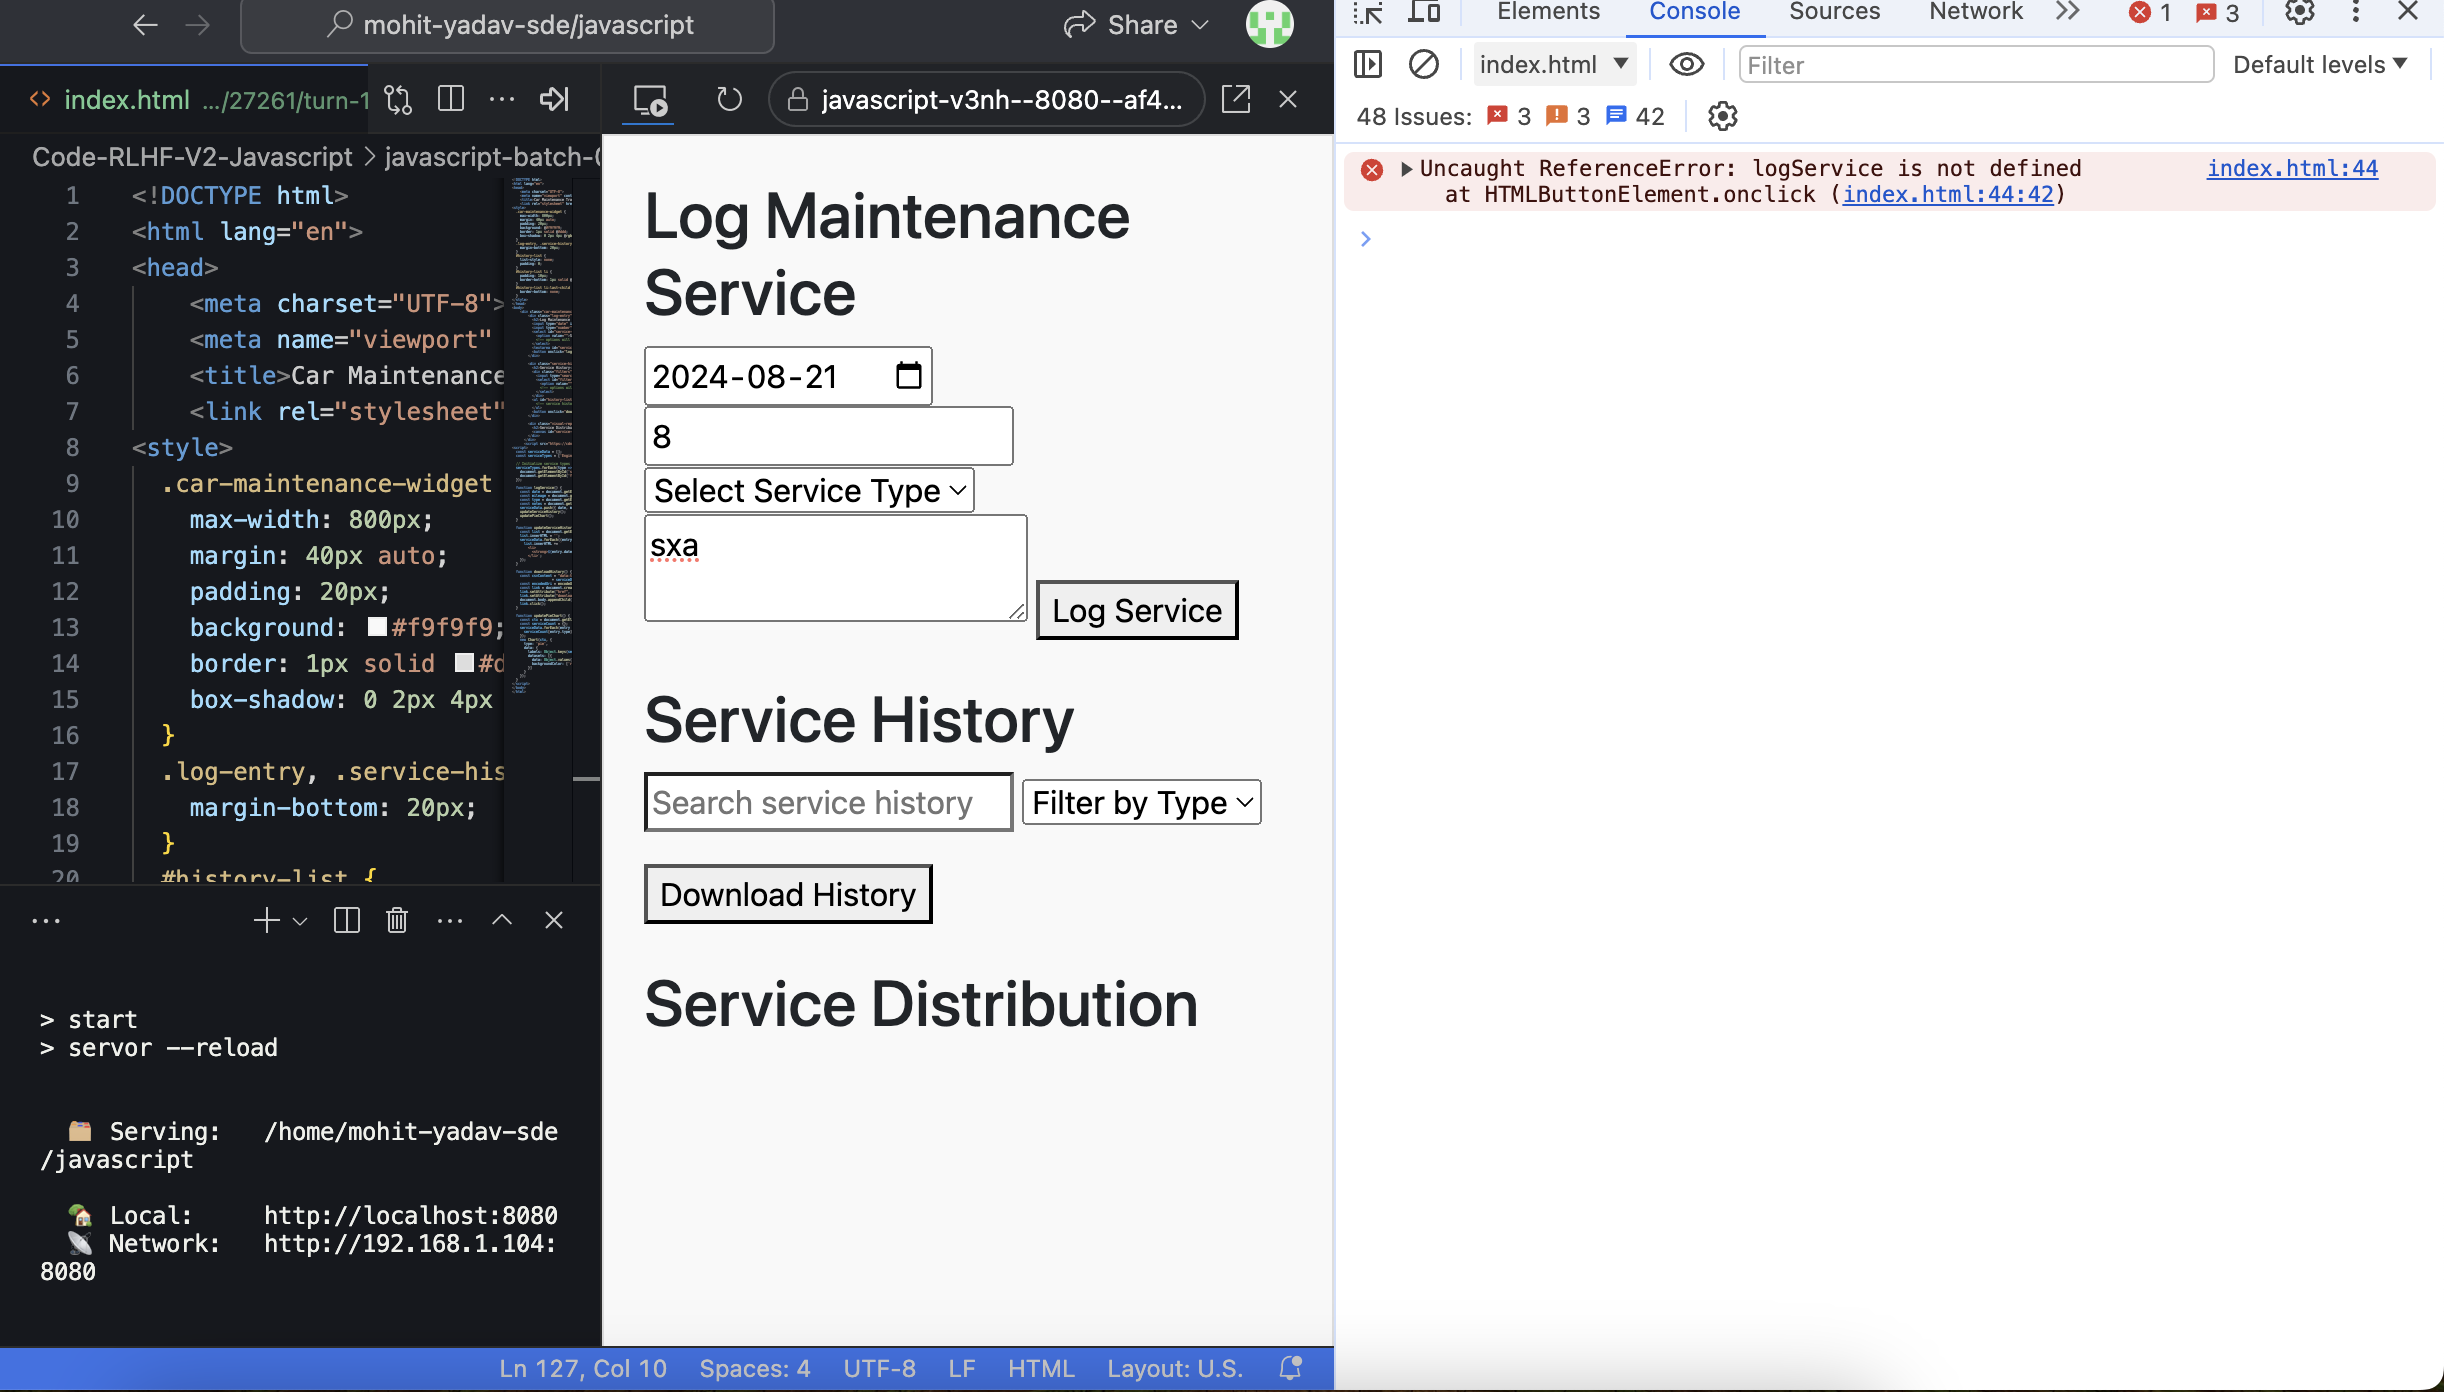 mohit-yadav-sde/javascript
Share
index.html .../27261/turn-1
javascript-v3nh--8080--af4...
Code-RLHF-V2-Javascript > javascript-batch-
1 <!DOCTYPE html>
2 <html lang="en">
3 <head>
4 <meta charset="UTF-8">
5 <meta name="viewport"
6 <title>Car Maintenance
7 <link rel="stylesheet"
8 <style>
9 .car-maintenance-widget
10 max-width: 800px;
11 margin: 40px auto;
12 padding: 20px;
13 background: #f9f9f9;
14 border: 1px solid #d
15 box-shadow: 0 2px 4px
16 }
17 .log-entry, .service-his
18 margin-bottom: 20px;
19 }
20 #history-list {
> start
> servor --reload
Serving: /home/mohit-yadav-sde
/javascript
Local: http://localhost:8080
Network: http://192.168.1.104:
8080
Log Maintenance
Service
2024-08-21
8
Select Service Type
sxa
Log Service
Service History
Search service history
Filter by Type
Download History
Service Distribution
Ln 127, Col 10
Spaces: 4
UTF-8
LF
HTML
Layout: U.S.
Elements
Console
Sources
Network
1
3
index.html
Filter
Default levels
48 Issues: 3 3 42
Uncaught ReferenceError: logService is not defined
index.html:44
at HTMLButtonElement.onclick (index.html:44:42)